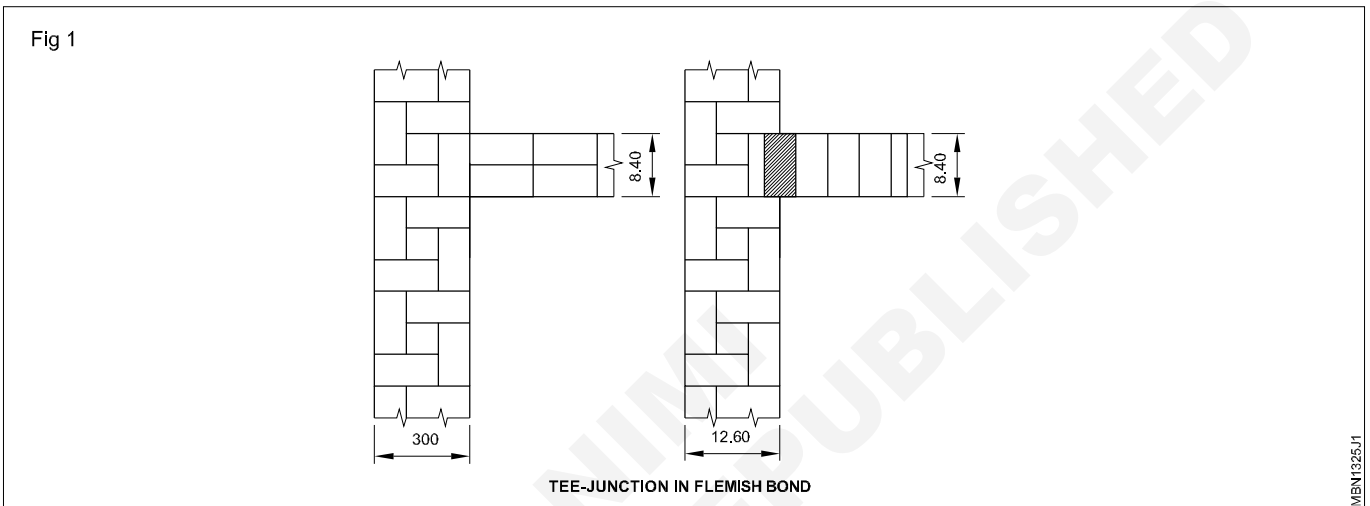 Fig 1
8.40
8.40
300
12.60
TEE-JUNCTION IN FLEMISH BOND
MBN1325J1
NIMI
REPUBLISHED